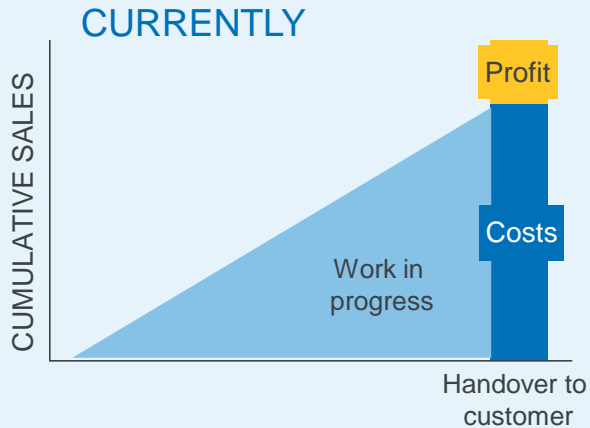 CURRENTLY
CUMULATIVE SALES
Profit
Costs
Work in
progress
Handover to
customer